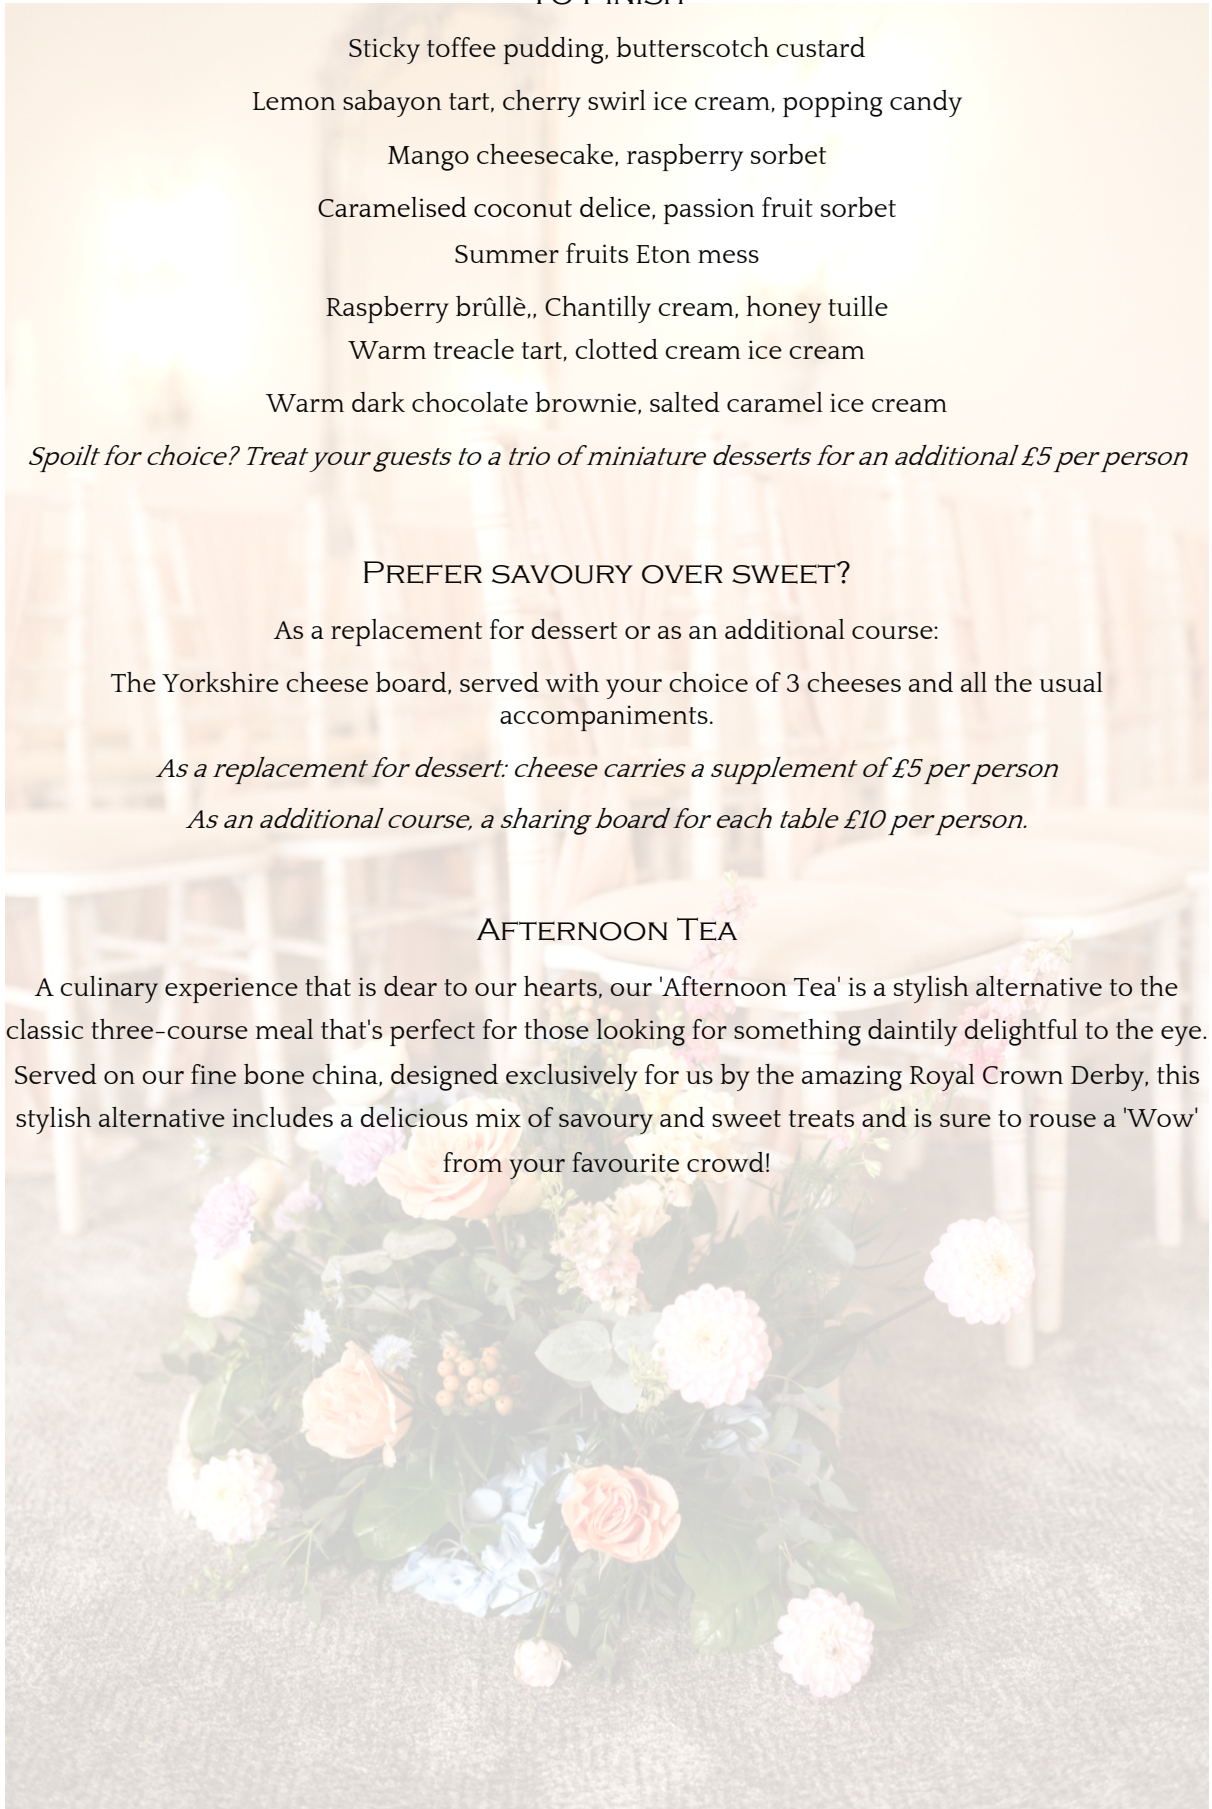 TO FINISH
Sticky toffee pudding, butterscotch custard
Lemon sabayon tart, cherry swirl ice cream, popping candy
Mango cheesecake, raspberry sorbet
Caramelised coconut delice, passion fruit sorbet
Summer fruits Eton mess
Raspberry brûllè,, Chantilly cream, honey tuille
Warm treacle tart, clotted cream ice cream
Warm dark chocolate brownie, salted caramel ice cream
Spoilt for choice? Treat your guests to a trio of miniature desserts for an additional £5 per person
PREFER SAVOURY OVER SWEET?
As a replacement for dessert or as an additional course:
The Yorkshire cheese board, served with your choice of 3 cheeses and all the usual
accompaniments.
As a replacement for dessert: cheese carries a supplement of £5 per person
As an additional course, a sharing board for each table £10 per person.
AFTERNOON TEA
A culinary experience that is dear to our hearts, our 'Afternoon Tea' is a stylish alternative to the
classic three-course meal that's perfect for those looking for something daintily delightful to the eye.
Served on our fine bone china, designed exclusively for us by the amazing Royal Crown Derby, this
stylish alternative includes a delicious mix of savoury and sweet treats and is sure to rouse a 'Wow'
from your favourite crowd!